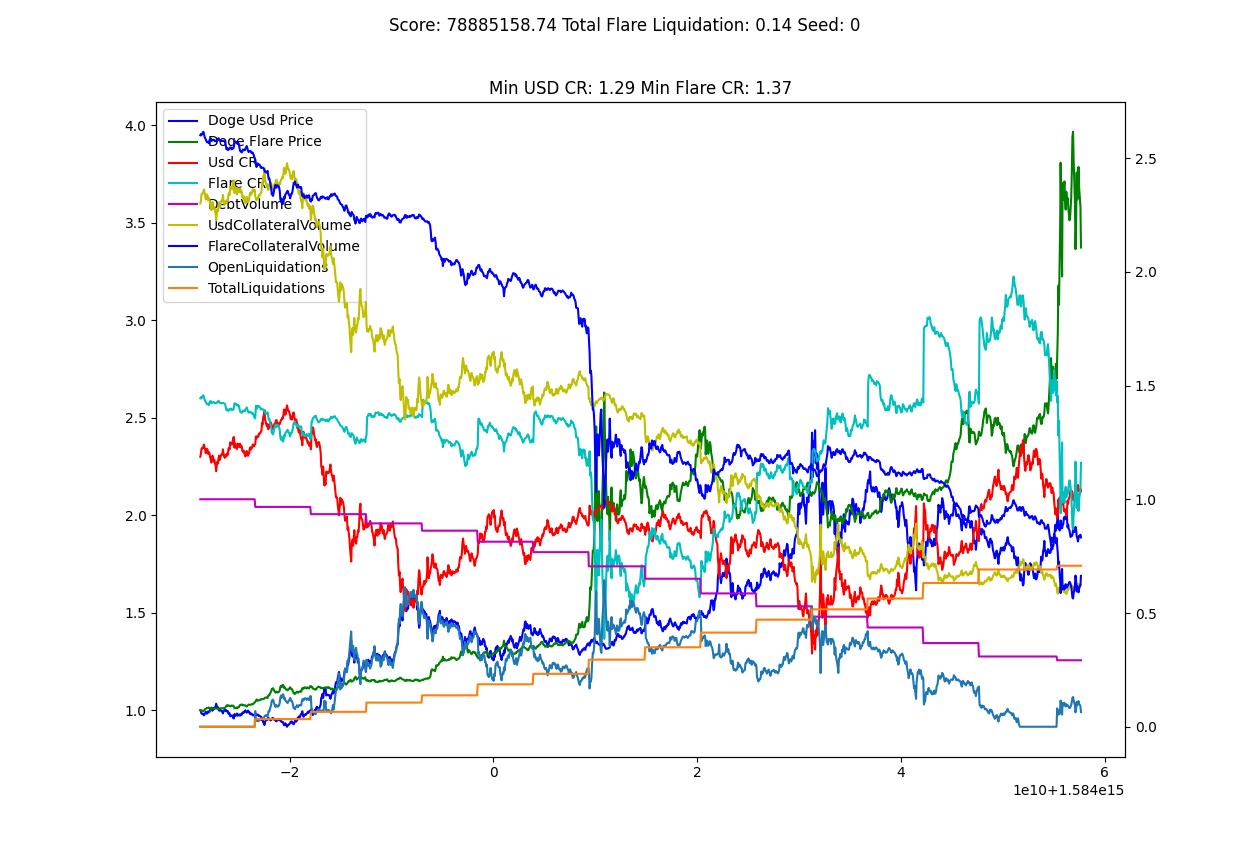 Score: 78885158.74 Total Flare Liquidation: 0.14 Seed: 0
Min USD CR: 1.29 Min Flare CR: 1.37
Doge Usd Price
Doge Flare Price
Usd CR
Flare CR
DebtVolume
UsdCollateralVolume
FlareCollateralVolume
OpenLiquidations
TotalLiquidations
4.0
3.5
3.0
2.5
2.0
1.5
1.0
2.5
2.0
1.5
1.0
0.5
0.0
−2
0
2
4
6
1e10+1.584e15